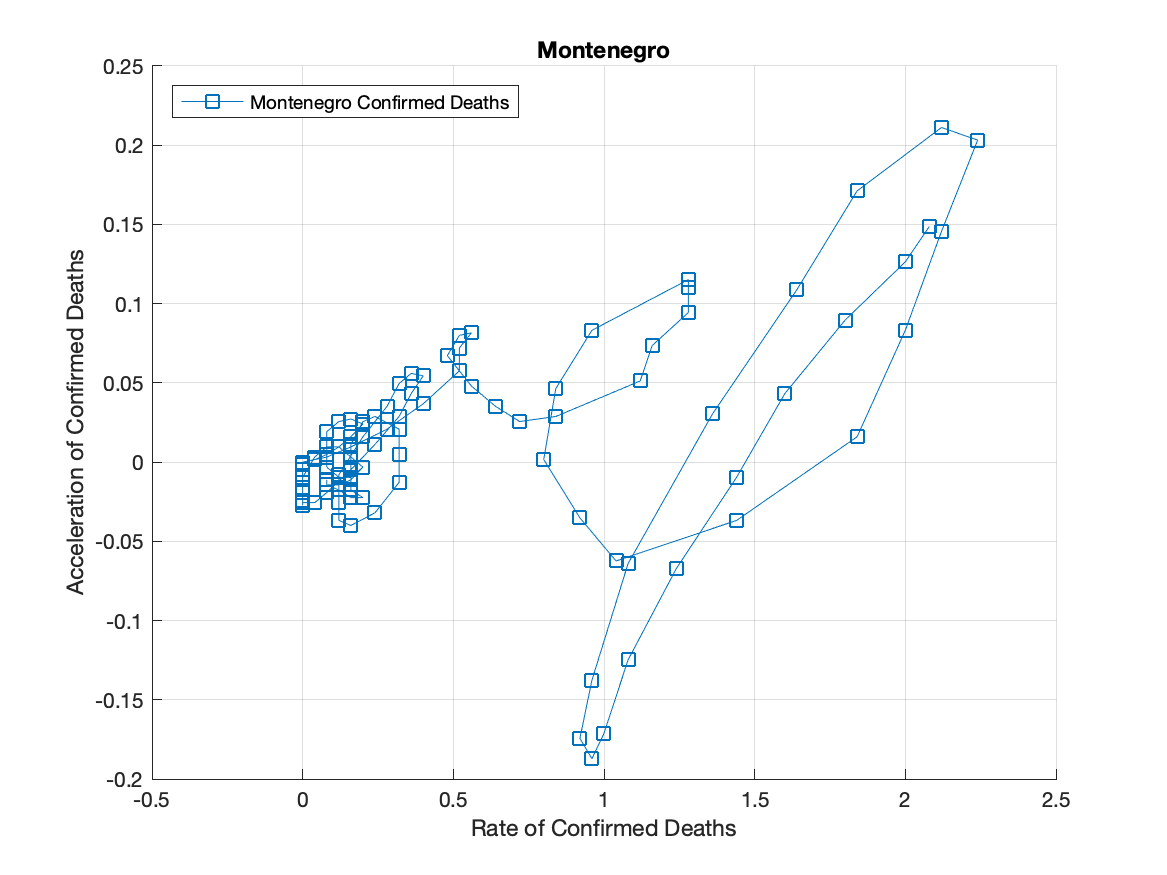 Montenegro
Montenegro Confirmed Deaths
Acceleration of Confirmed Deaths
0.25
0.2
0.15
0.1
0.05
0
-0.05
-0.1
-0.15
-0.2
-0.5 0 0.5 1 1.5 2 2.5
Rate of Confirmed Deaths